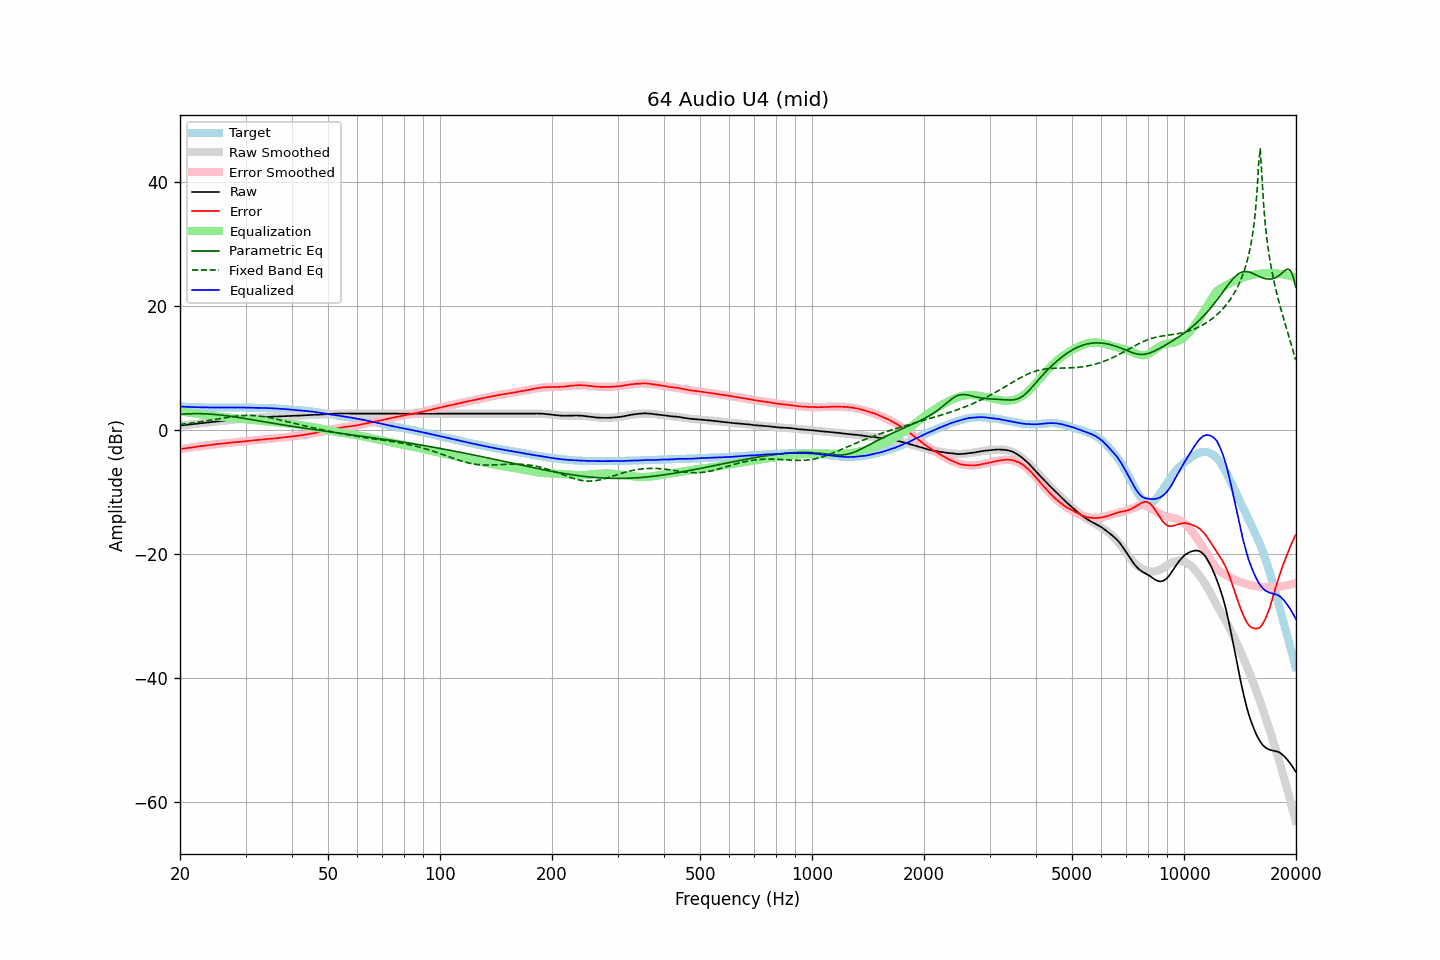 64 Audio U4 (mid)
Target
Raw Smoothed
Error Smoothed
Raw
Error
Equalization
Parametric Eq
Fixed Band Eq
Equalized
40
20
0
−20
−40
−60
Amplitude (dBr)
20
50
100
200
500
1000
2000
5000
10000
20000
Frequency (Hz)